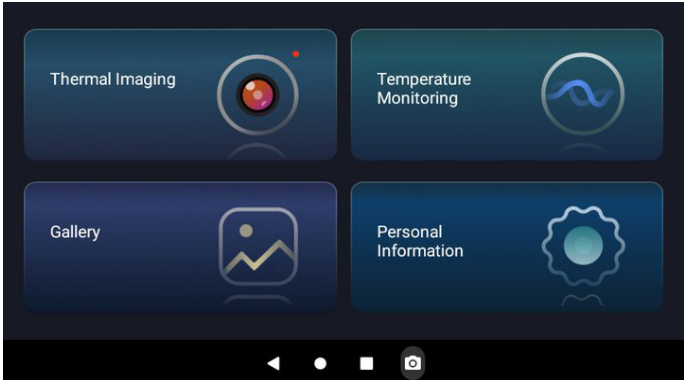 Thermal Imaging
Temperature
Monitoring
Gallery
Personal
Information